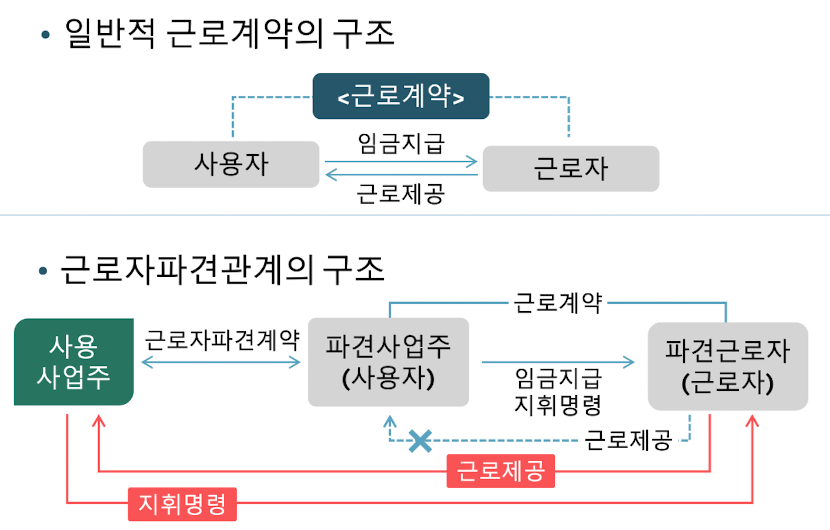 • 일반적 근로계약의 구조
<근로계약>
사용자
임금지급
근로제공
근로자
• 근로자파견관계의 구조
근로계약
사용
사업주
근로자파견계약
파견사업주
(사용자)
임금지급
지휘명령
파견근로자
(근로자)
근로제공
근로제공
지휘명령